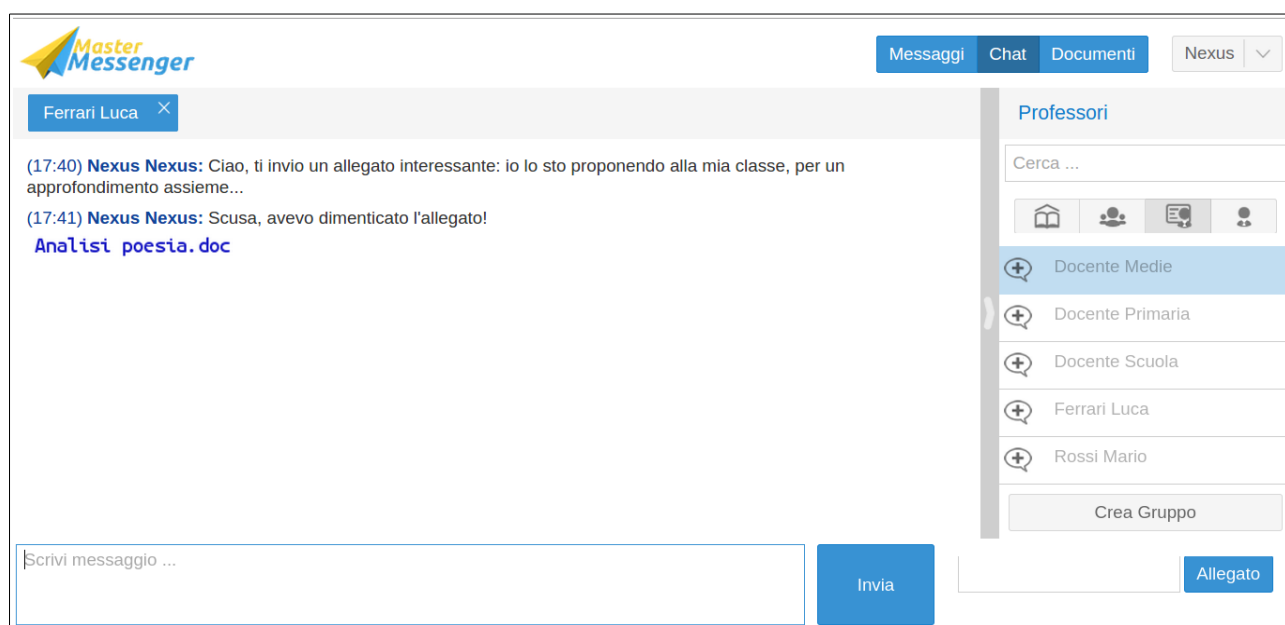 Master
Messenger
Messaggi Chat Documenti Nexus
Ferrari Luca
Professori
(17:40) Nexus Nexus: Ciao, ti invio un allegato interessante: io lo sto proponendo alla mia classe, per un
approfondimento assieme...
(17:41) Nexus Nexus: Scusa, avevo dimenticato l'allegato!
Analisi poesia.doc
Cerca ...
Docente Medie
Docente Primaria
Docente Scuola
Ferrari Luca
Rossi Mario
Crea Gruppo
Scrivi messaggio ...
Invia
Allegato